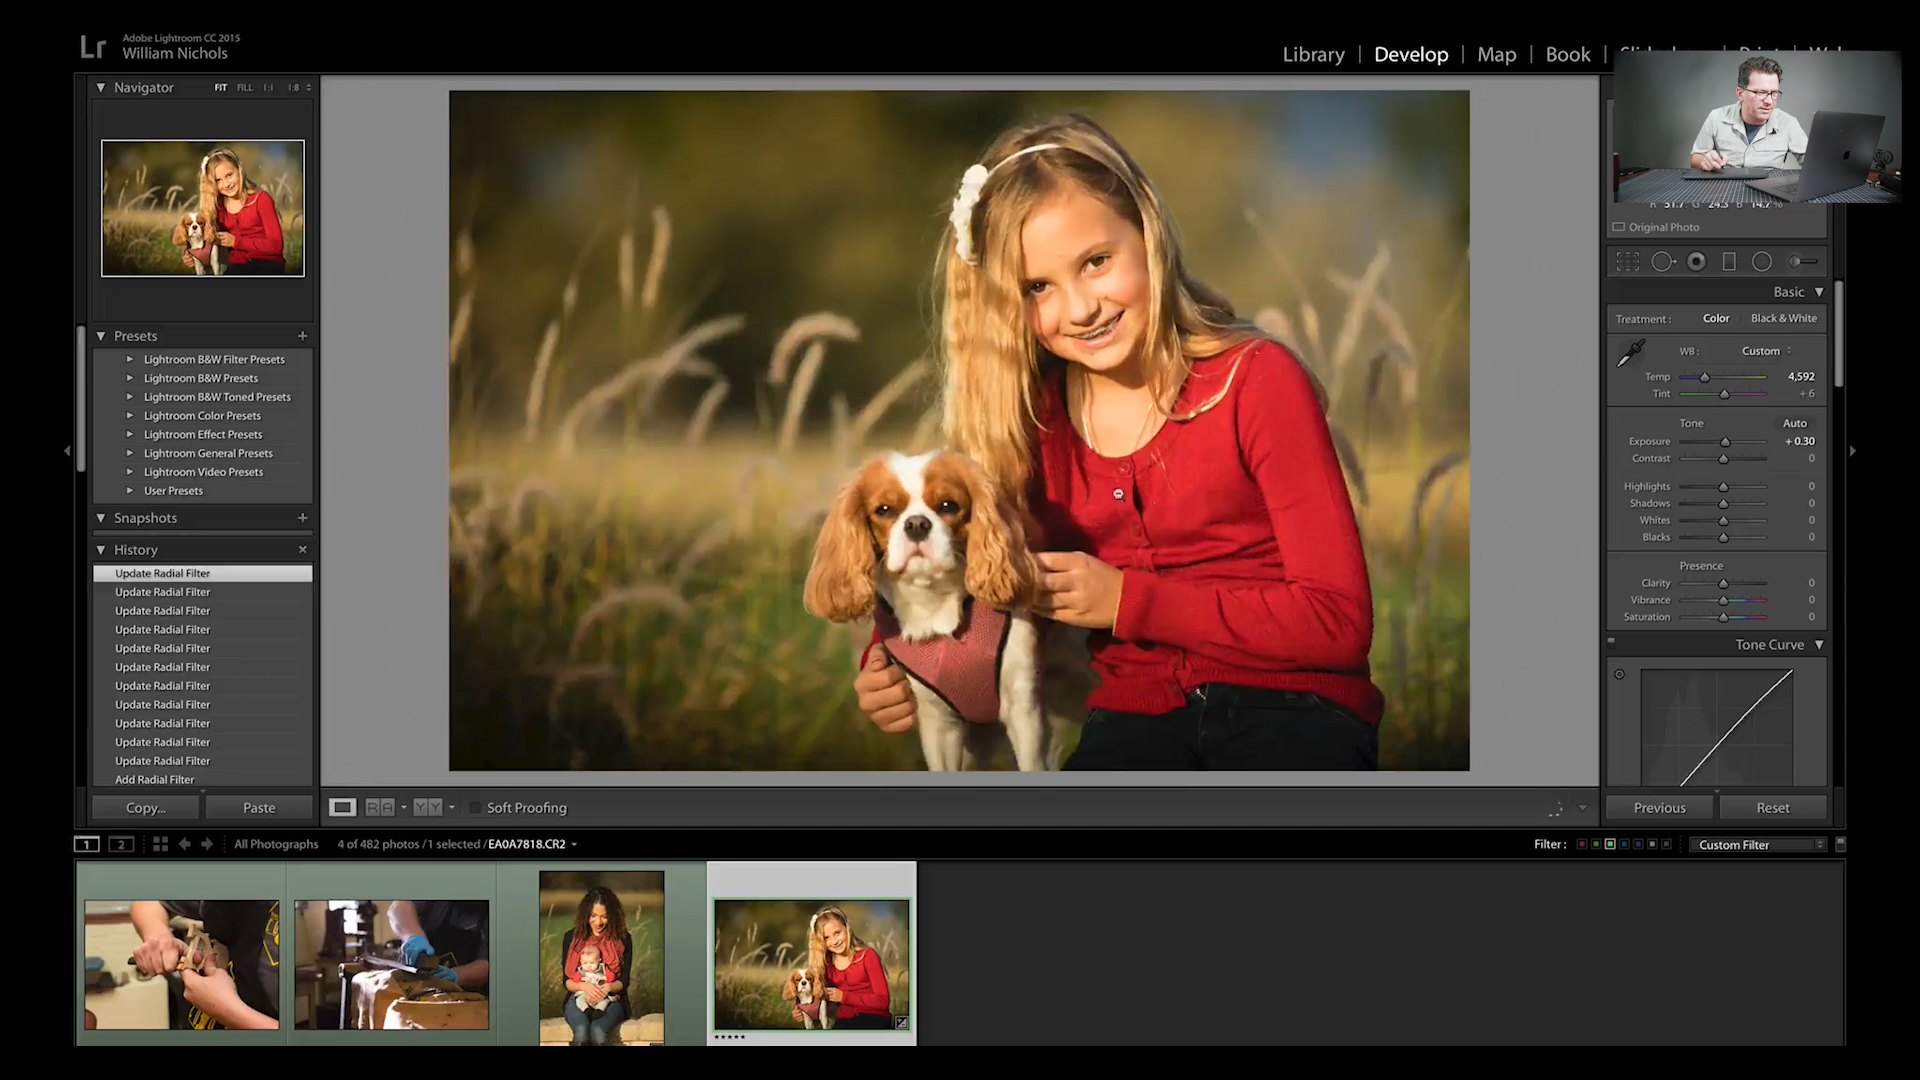 Lr
Adobe Lightroom CC 2015
William Nichols
Library | Develop | Map | Book |
Navigator FIT FILL 1:1 1:8
Presets +
Lightroom B&W Filter Presets
Lightroom B&W Presets
Lightroom B&W Toned Presets
Lightroom Color Presets
Lightroom Effect Presets
Lightroom General Presets
Lightroom Video Presets
User Presets
Snapshots +
History ×
Update Radial Filter
Update Radial Filter
Update Radial Filter
Update Radial Filter
Update Radial Filter
Update Radial Filter
Update Radial Filter
Update Radial Filter
Update Radial Filter
Update Radial Filter
Update Radial Filter
Add Radial Filter
Copy... Paste
R A Y Y Soft Proofing
Original Photo
Basic
Treatment : Color Black & White
WB : Custom
Temp 4,592
Tint + 6
Tone Auto
Exposure + 0.30
Contrast 0
Highlights 0
Shadows 0
Whites 0
Blacks 0
Presence
Clarity 0
Vibrance 0
Saturation 0
Tone Curve
Previous Reset
1 2 All Photographs 4 of 482 photos / 1 selected / EA0A7818.CR2
Filter : Custom Filter